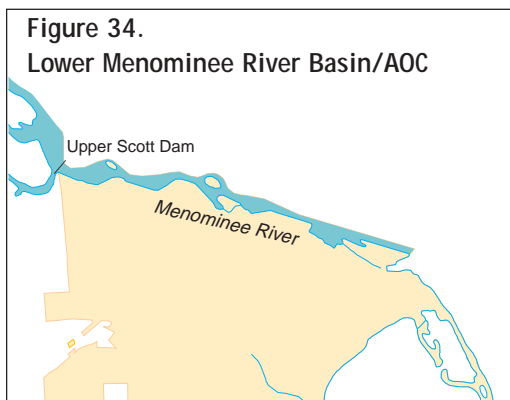 Figure 34.
Lower Menominee River Basin/AOC
Upper Scott Dam
Menominee River